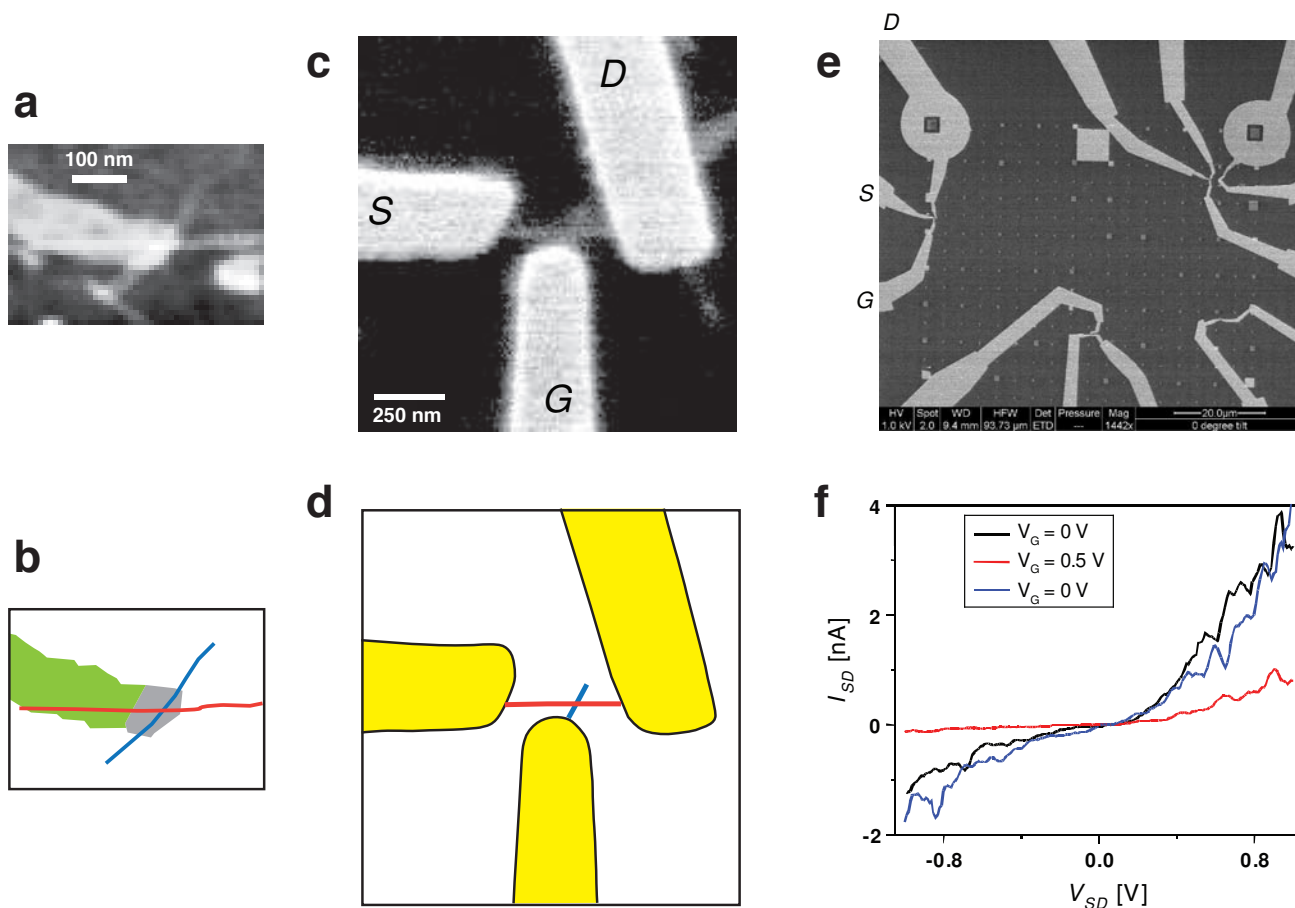 a
100 nm
b
c
D
S
G
250 nm
d
e
D
S
G
HV Spot WD HFW Det Pressure Mag 20.0µm
1.0 kV 2.0 9.4 mm 93.73 µm ETD --- 1442x 0 degree tilt
f
V_G = 0 V
V_G = 0.5 V
V_G = 0 V
4
2
0
-2
I_SD [nA]
-0.8 0.0 0.8
V_SD [V]